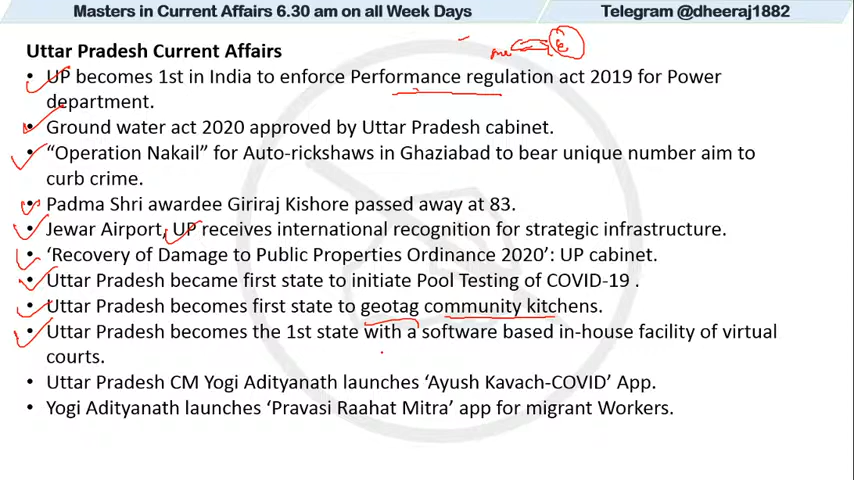 Masters in Current Affairs 6.30 am on all Week Days
Telegram @dheeraj1882
Uttar Pradesh Current Affairs
• UP becomes 1st in India to enforce Performance regulation act 2019 for Power
department.
• Ground water act 2020 approved by Uttar Pradesh cabinet.
• “Operation Nakail” for Auto-rickshaws in Ghaziabad to bear unique number aim to
curb crime.
• Padma Shri awardee Giriraj Kishore passed away at 83.
• Jewar Airport, UP receives international recognition for strategic infrastructure.
• ‘Recovery of Damage to Public Properties Ordinance 2020’: UP cabinet.
• Uttar Pradesh became first state to initiate Pool Testing of COVID-19 .
• Uttar Pradesh becomes first state to geotag community kitchens.
• Uttar Pradesh becomes the 1st state with a software based in-house facility of virtual
courts.
• Uttar Pradesh CM Yogi Adityanath launches ‘Ayush Kavach-COVID’ App.
• Yogi Adityanath launches ‘Pravasi Raahat Mitra’ app for migrant Workers.